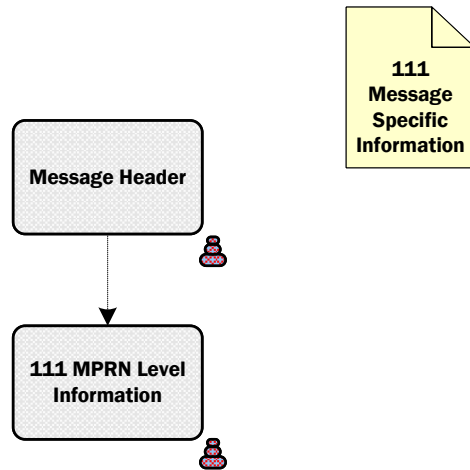 111
Message
Specific
Information
Message Header
111 MPRN Level
Information